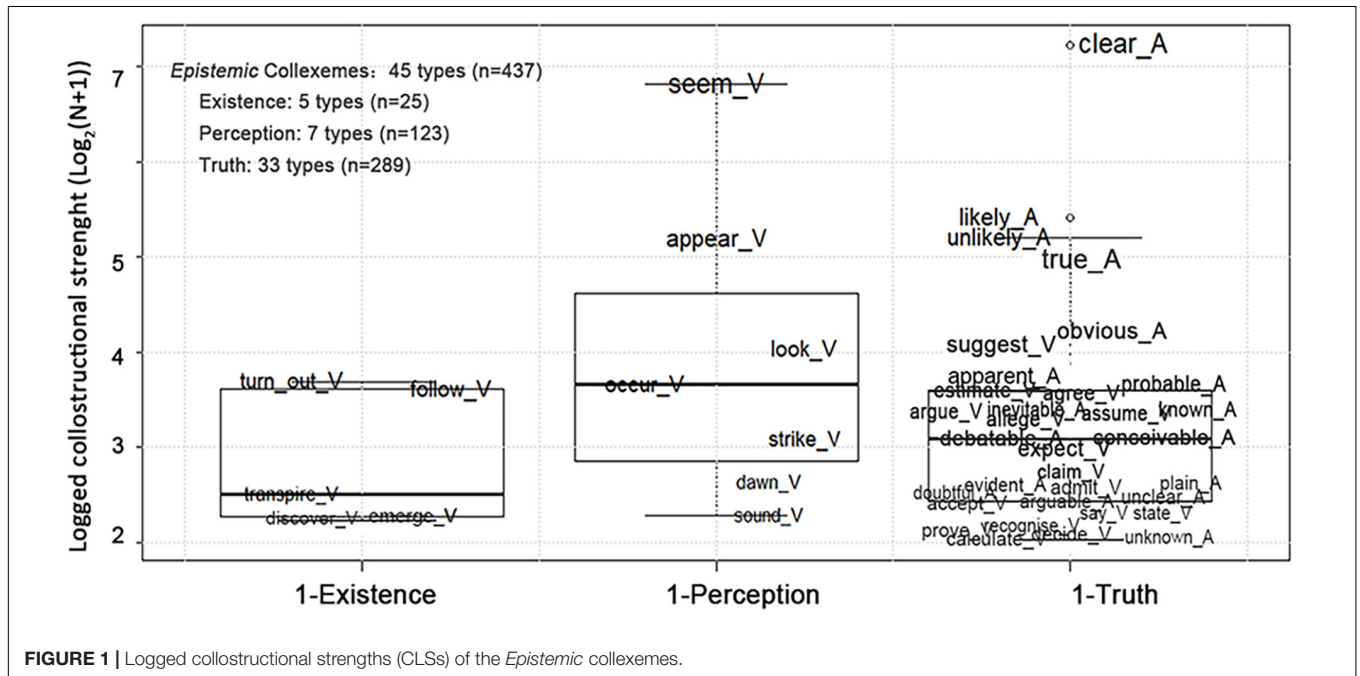 Logged collostructional strenght (Log2(N+1))
7
5
4
3
2
Epistemic Collexemes: 45 types (n=437)
Existence: 5 types (n=25)
Perception: 7 types (n=123)
Truth: 33 types (n=289)
turn_out_V
follow_V
transpire_V
discover_V
emerge_V
seem_V
appear_V
look_V
occur_V
strike_V
dawn_V
sound_V
clear_A
likely_A
unlikely_A
true_A
obvious_A
suggest_V
apparent_A
probable_A
estimate_V
agree_V
argue_V
inevitable_A
assume_V
known_A
allege_V
debatable_A
conceivable_A
expect_V
claim_V
evident_A
admit_V
plain_A
doubtful_A
unclear_A
accept_V
arguable_A
say_V
state_V
recognise_V
prove_V
decide_V
calculate_V
unknown_A
1-Existence
1-Perception
1-Truth
FIGURE 1 | Logged collostructional strengths (CLSs) of the Epistemic collexemes.